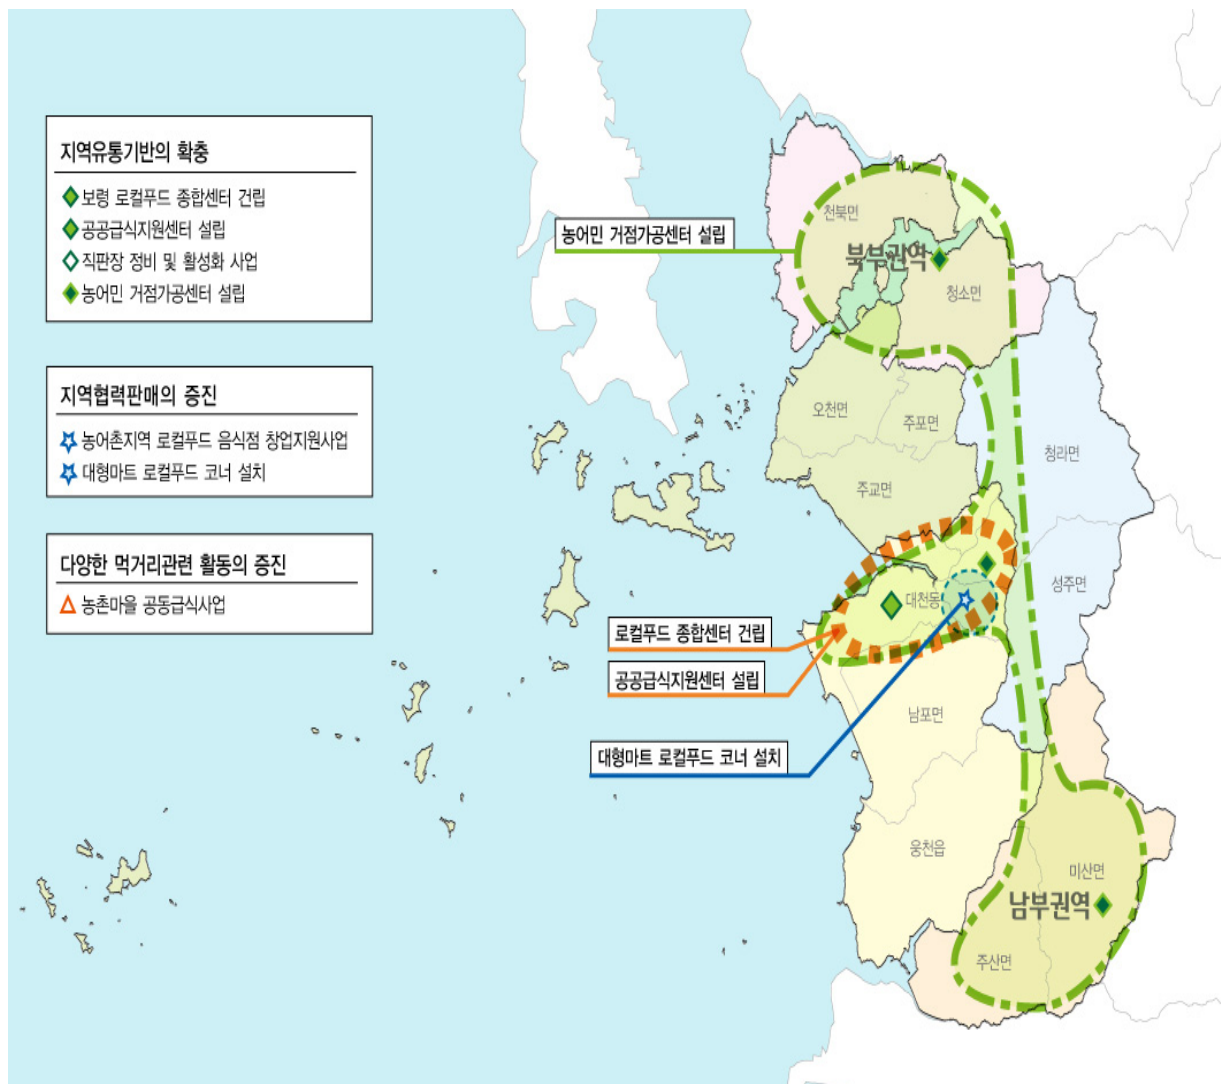 지역유통기반의 확충
보령 로컬푸드 종합센터 건립
공공급식지원센터 설립
직판장 정비 및 활성화 사업
농어민 거점가공센터 설립
지역협력판매의 증진
농어촌지역 로컬푸드 음식점 창업지원사업
대형마트 로컬푸드 코너 설치
다양한 먹거리관련 활동의 증진
농촌마을 공동급식사업
농어민 거점가공센터 설립
천북면
북부권역
청소면
오천면
주포면
청라면
주교면
대천동
성주면
로컬푸드 종합센터 건립
공공급식지원센터 설립
남포면
대형마트 로컬푸드 코너 설치
웅천읍
미산면
남부권역
주산면